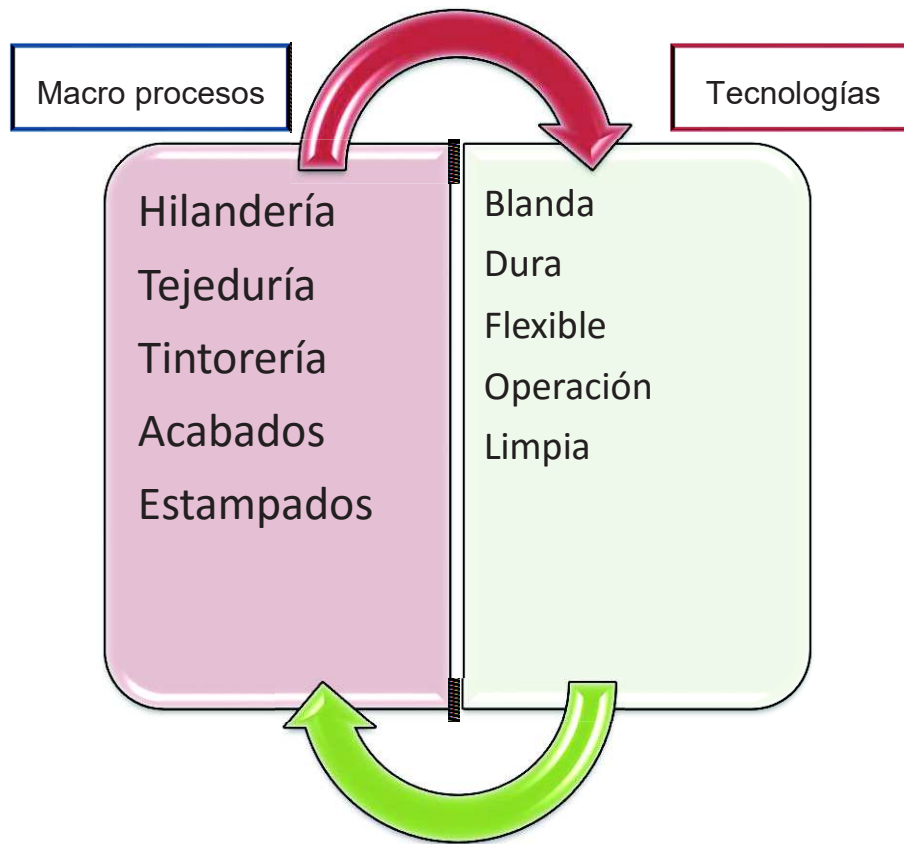 Macro procesos
Tecnologías
Hilandería
Tejeduría
Tintorería
Acabados
Estampados
Blanda
Dura
Flexible
Operación
Limpia